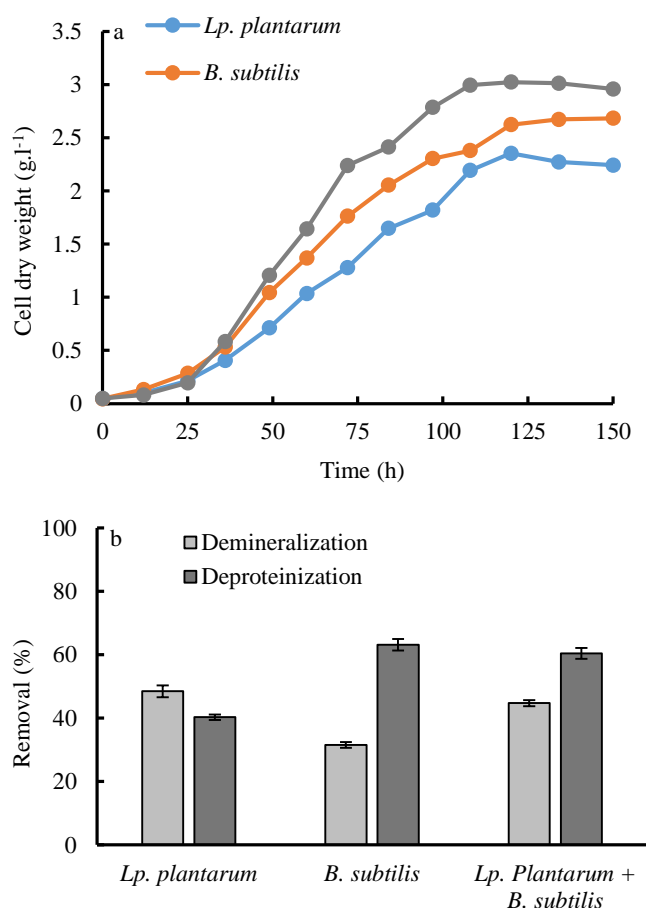 a
Lp. plantarum
B. subtilis
Cell dry weight (g.l⁻¹)
3.5
3
2.5
2
1.5
1
0.5
0
0 25 50 75 100 125 150
Time (h)
b
Demineralization
Deproteinization
Removal (%)
100
80
60
40
20
0
Lp. plantarum
B. subtilis
Lp. Plantarum +
B. subtilis